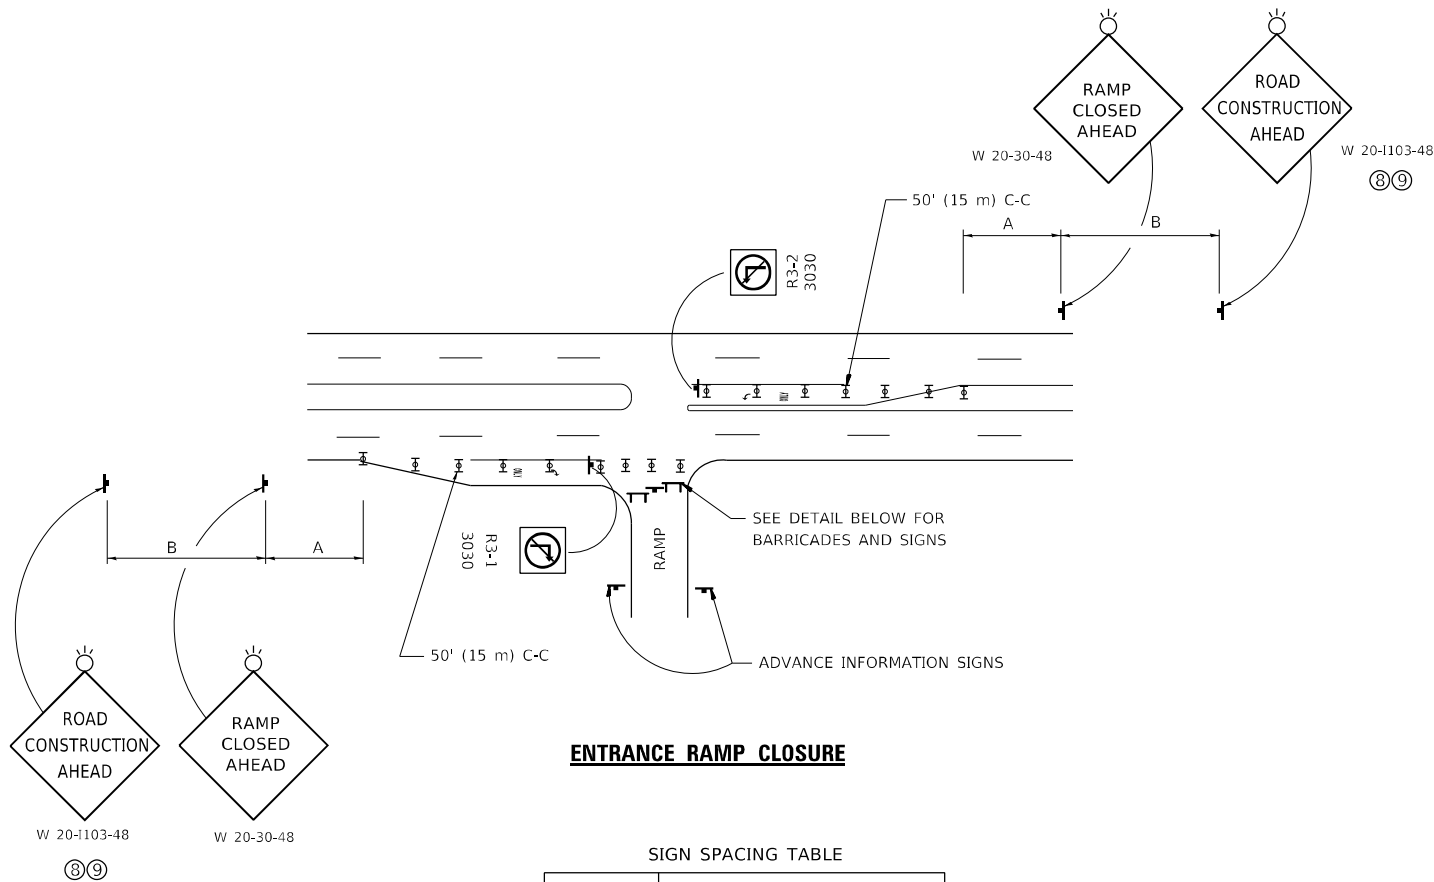 RAMP
CLOSED
AHEAD
W 20-30-48
ROAD
CONSTRUCTION
AHEAD
W 20-I103-48
⑧⑨
50' (15 m) C-C
A
B
R3-2
3030
ONLY
ONLY
R3-1
3030
RAMP
SEE DETAIL BELOW FOR
BARRICADES AND SIGNS
B
A
50' (15 m) C-C
ADVANCE INFORMATION SIGNS
ROAD
CONSTRUCTION
AHEAD
W 20-I103-48
⑧⑨
RAMP
CLOSED
AHEAD
W 20-30-48
ENTRANCE RAMP CLOSURE
SIGN SPACING TABLE